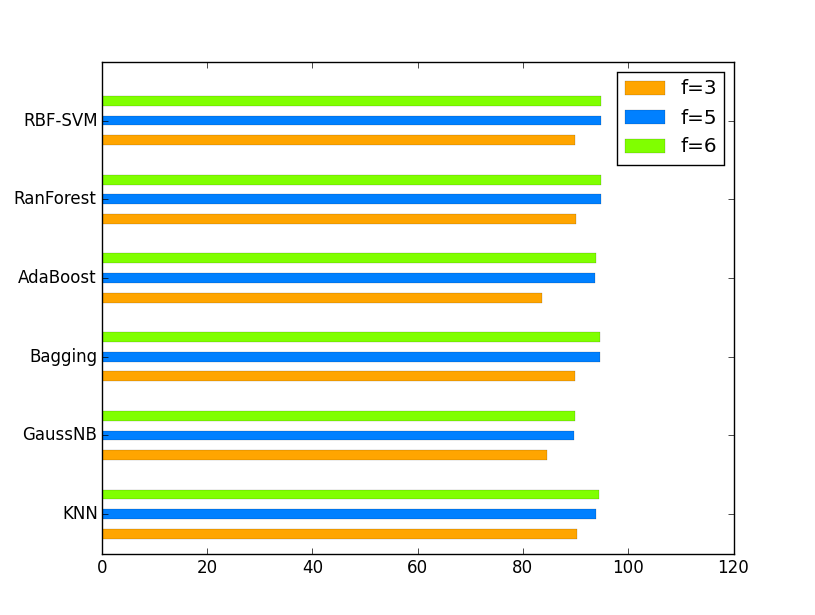 f=3
f=5
f=6
RBF-SVM
RanForest
AdaBoost
Bagging
GaussNB
KNN
0 20 40 60 80 100 120